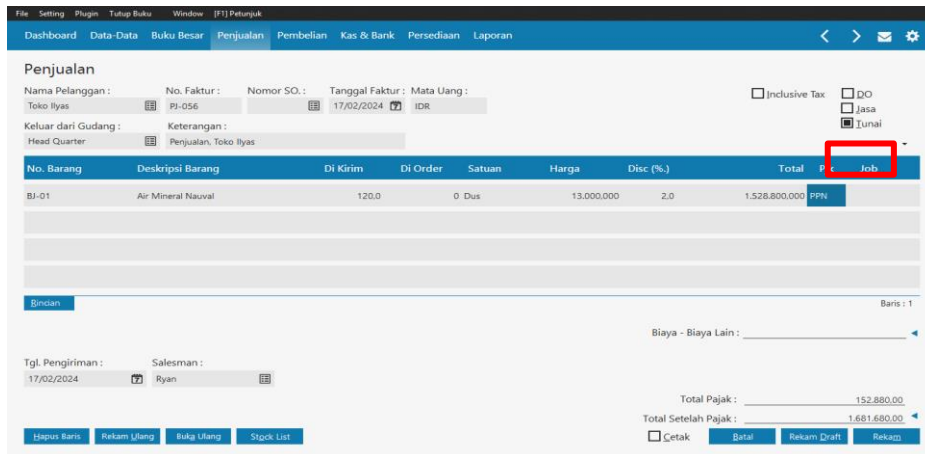 File Setting Plugin Tutup Buku Window [F1] Petunjuk
Dashboard Data-Data Buku Besar Penjualan Pembelian Kas & Bank Persediaan Laporan
Penjualan
Nama Pelanggan : No. Faktur : Nomor SO. : Tanggal Faktur : Mata Uang :
Toko Ilyas PJ-056 17/02/2024 IDR
Inclusive Tax DO
Jasa
Tunai
Keluar dari Gudang : Keterangan :
Head Quarter Penjualan, Toko Ilyas
No. Barang Deskripsi Barang Di Kirim Di Order Satuan Harga Disc (%.) Total Job
BJ-01 Air Mineral Nauval 120,0 0 Dus 13.000,000 2,0 1.528.800,000 PPN
Rincian Baris : 1
Biaya - Biaya Lain :
Tgl. Pengiriman : Salesman :
17/02/2024 Ryan
Total Pajak : 152.880,00
Total Setelah Pajak : 1.681.680,00
Hapus Baris Rekam Ulang Buka Ulang Stock List Cetak Batal Rekam Draft Rekam